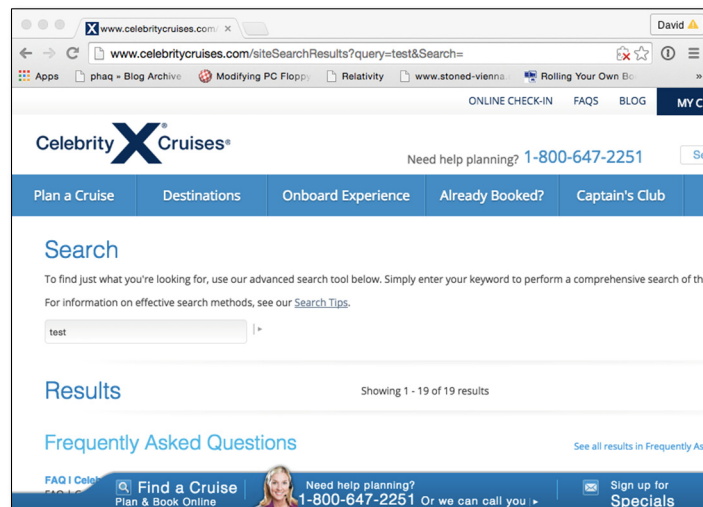 www.celebritycruises.com/
David
www.celebritycruises.com/siteSearchResults?query=test&Search=
Apps phaq » Blog Archive Modifying PC Floppy Relativity www.stoned-vienna. Rolling Your Own Bo »
ONLINE CHECK-IN FAQS BLOG MY C
Celebrity X Cruises®
Need help planning? 1-800-647-2251 Se
Plan a Cruise Destinations Onboard Experience Already Booked? Captain's Club
Search
To find just what you're looking for, use our advanced search tool below. Simply enter your keyword to perform a comprehensive search of th
For information on effective search methods, see our Search Tips.
test
Results Showing 1 - 19 of 19 results
Frequently Asked Questions See all results in Frequently As
FAQ I Celeb
Find a Cruise Need help planning? Sign up for
Plan & Book Online 1-800-647-2251 Or we can call you Specials